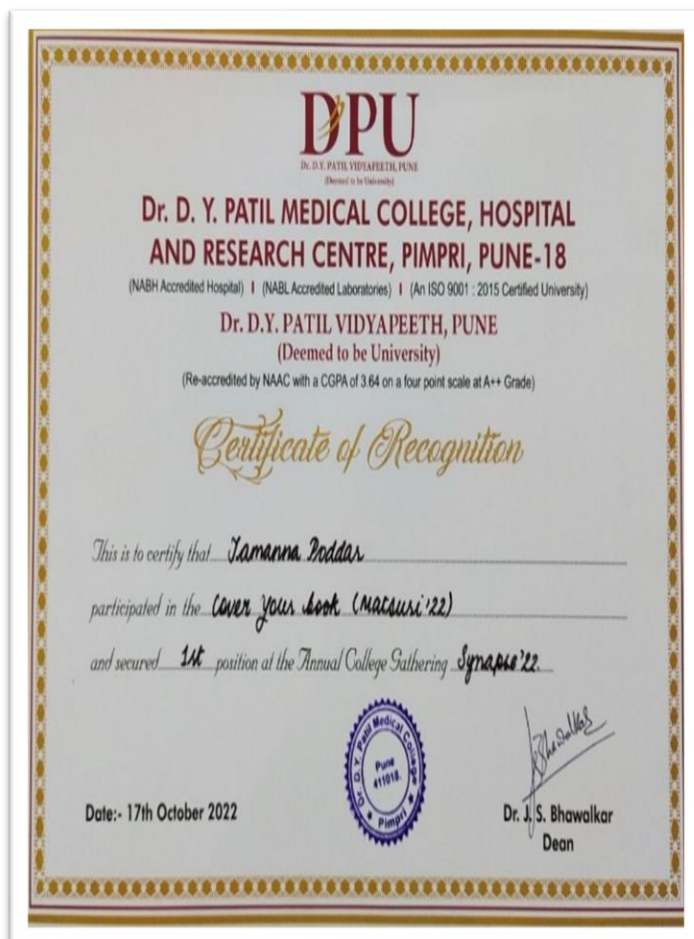 DPU
Dr. D.Y. PATIL VIDYAPEETH, PUNE
(Deemed to be University)
Dr. D. Y. PATIL MEDICAL COLLEGE, HOSPITAL
AND RESEARCH CENTRE, PIMPRI, PUNE-18
(NABH Accredited Hospital) | (NABL Accredited Laboratories) | (An ISO 9001 : 2015 Certified University)
Dr. D.Y. PATIL VIDYAPEETH, PUNE
(Deemed to be University)
(Re-accredited by NAAC with a CGPA of 3.64 on a four point scale at A++ Grade)
Certificate of Recognition
This is to certify that Tamanna Poddar
participated in the Cover your book (Matsuri '22)
and secured 1st position at the Annual College Gathering Synapse'22.
Dr. D. Y. Patil Medical College
Pune
411018.
Pimpri
Date:- 17th October 2022
JSBhawalkar
Dr. J. S. Bhawalkar
Dean